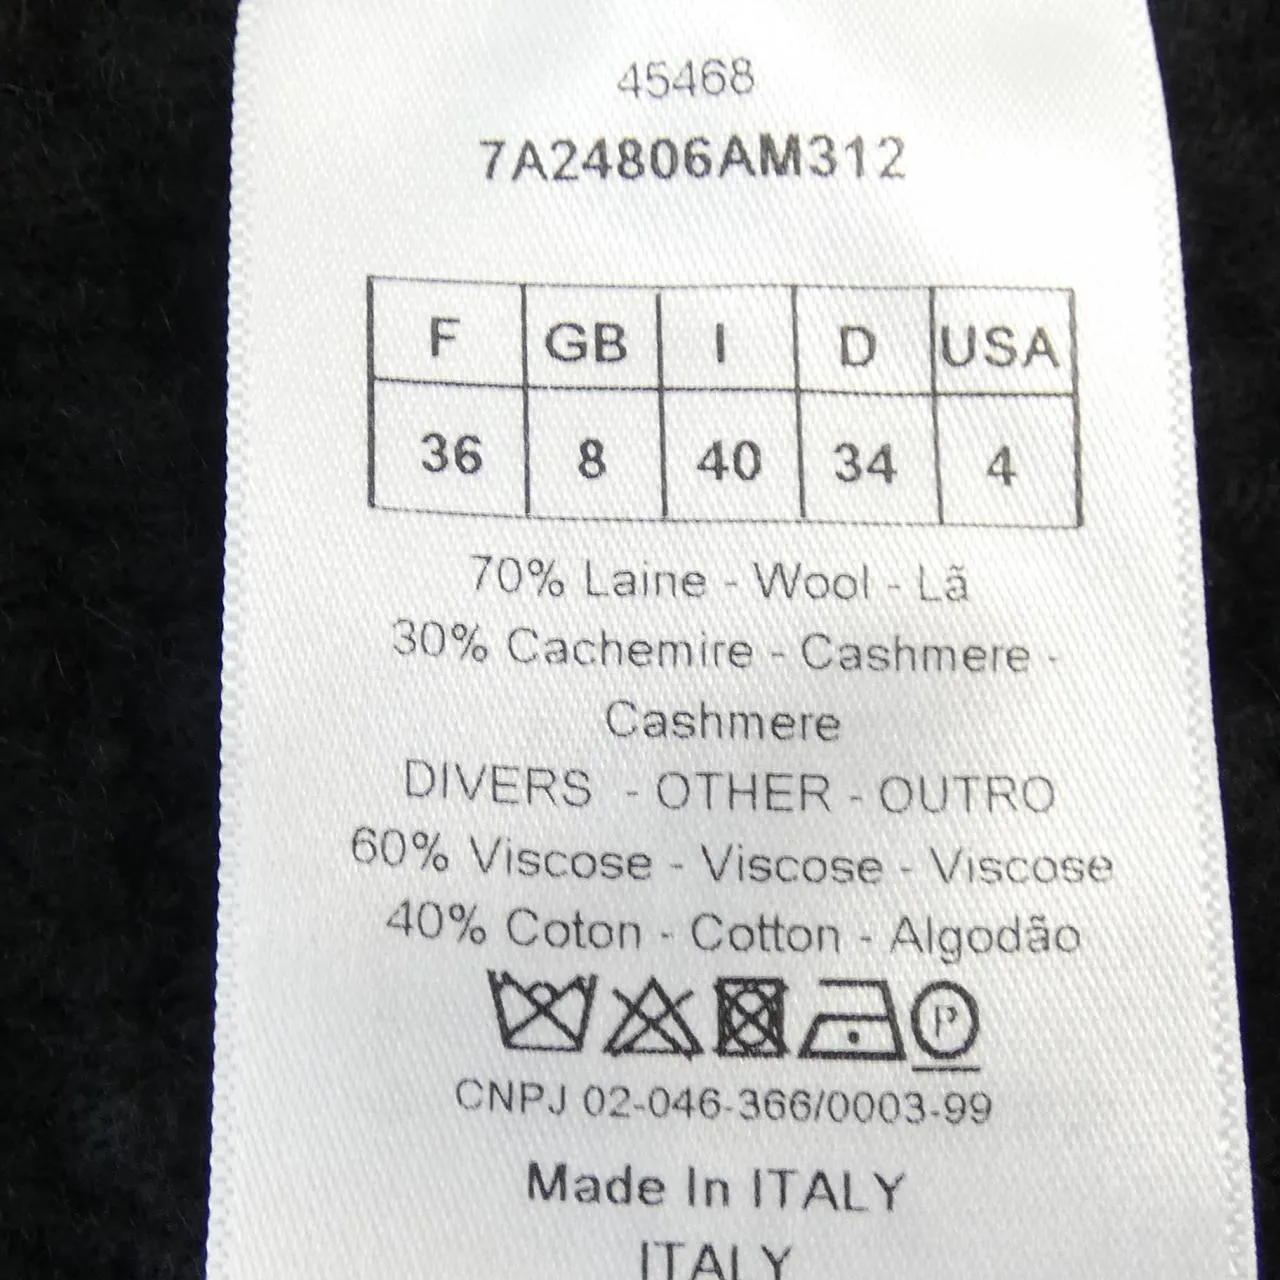 45468
7A24806AM312
F GB I D USA
36 8 40 34 4
70% Laine - Wool - Lã
30% Cachemire - Cashmere -
Cashmere
DIVERS - OTHER - OUTRO
60% Viscose - Viscose - Viscose
40% Coton - Cotton - Algodão
P
CNPJ 02-046-366/0003-99
Made In ITALY
ITALY